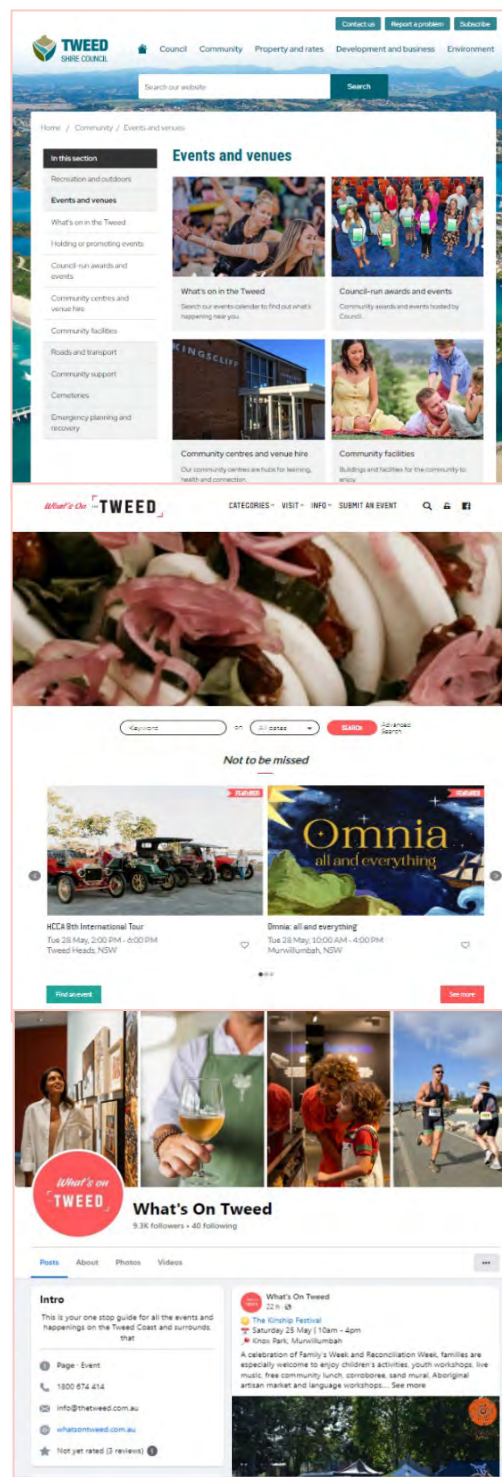 Contact us Report a problem Subscribe
TWEED
SHIRE COUNCIL
Council Community Property and rates Development and business Environment
Search our website Search
Home / Community / Events and venues
In this section
Recreation and outdoors
Events and venues
What's on in the Tweed
Holding or promoting events
Council-run awards and
events
Community centres and
venue hire
Community facilities
Roads and transport
Community support
Cemeteries
Emergency planning and
recovery
Events and venues
What's on in the Tweed
Search our events calendar to find out what's
happening near you.
Council-run awards and events
Community awards and events hosted by
Council.
KINGSCLIFF
Community centres and venue hire
Our community centres are hubs for learning,
health and connection.
Community facilities
Buildings and facilities for the community to
enjoy.
What's On THE TWEED
CATEGORIES VISIT INFO SUBMIT AN EVENT
Keyword on All dates SEARCH Advanced
Search
Not to be missed
FEATURED
FEATURED
Omnia
all and everything
HCCA 8th International Tour
Tue 28 May, 2:00 PM - 6:00 PM
Tweed Heads, NSW
Omnia: all and everything
Tue 28 May, 10:00 AM - 4:00 PM
Murwillumbah, NSW
Find an event
See more
What's on
TWEED
What's On Tweed
9.3K followers • 40 following
Posts About Photos Videos
Intro
This is your one stop guide for all the events and
happenings on the Tweed Coast and surrounds
that
Page · Event
1800 674 414
info@thetweed.com.au
whatsontweed.com.au
Not yet rated (3 reviews)
What's On Tweed
22 h
The Kinship Festival
Saturday 25 May | 10am – 4pm
Knox Park, Murwillumbah
A celebration of Family's Week and Reconciliation Week, families are
especially welcome to enjoy children's activities, youth workshops, live
music, free community lunch, corroboree, sand mural, Aboriginal
artisan market and language workshops.... See more